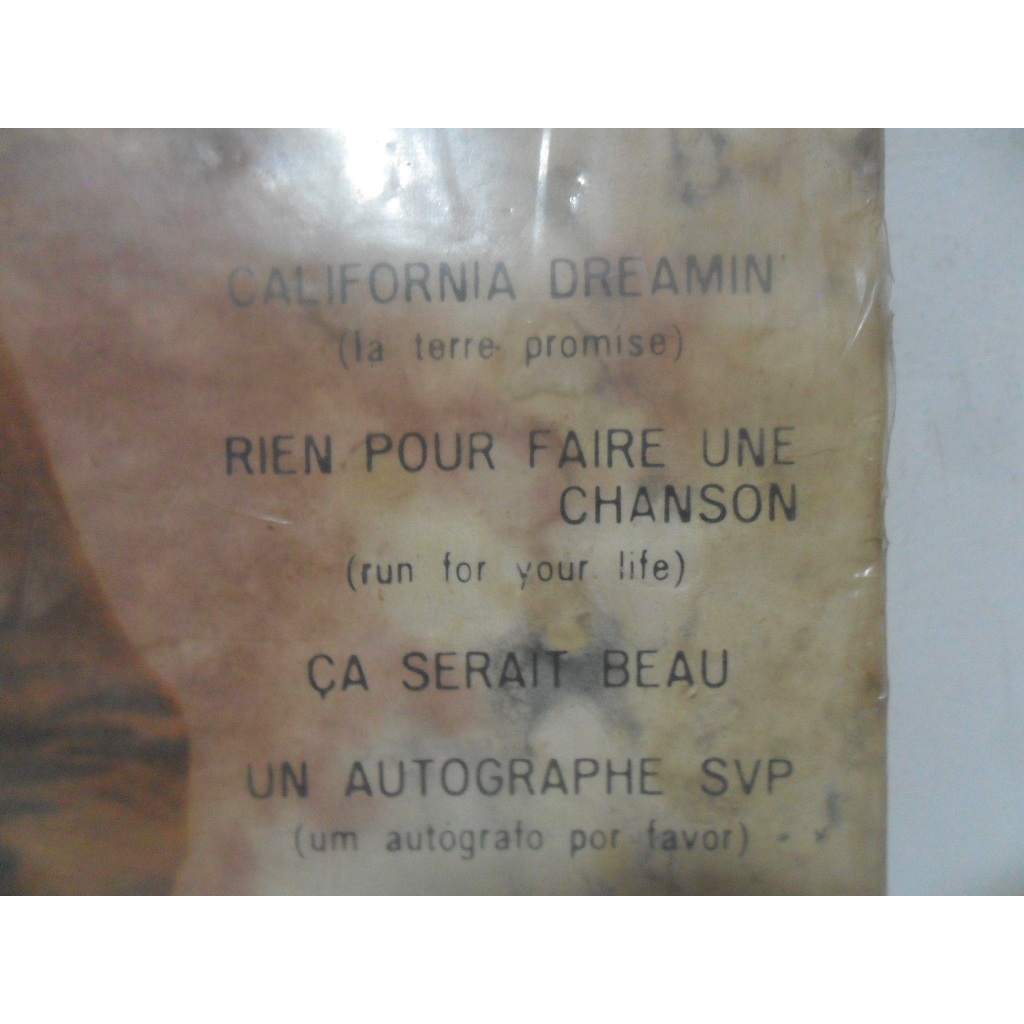 CALIFORNIA DREAMIN'
(la terre promise)
RIEN POUR FAIRE UNE
CHANSON
(run for your life)
ÇA SERAIT BEAU
UN AUTOGRAPHE SVP
(um autógrafo por favor)